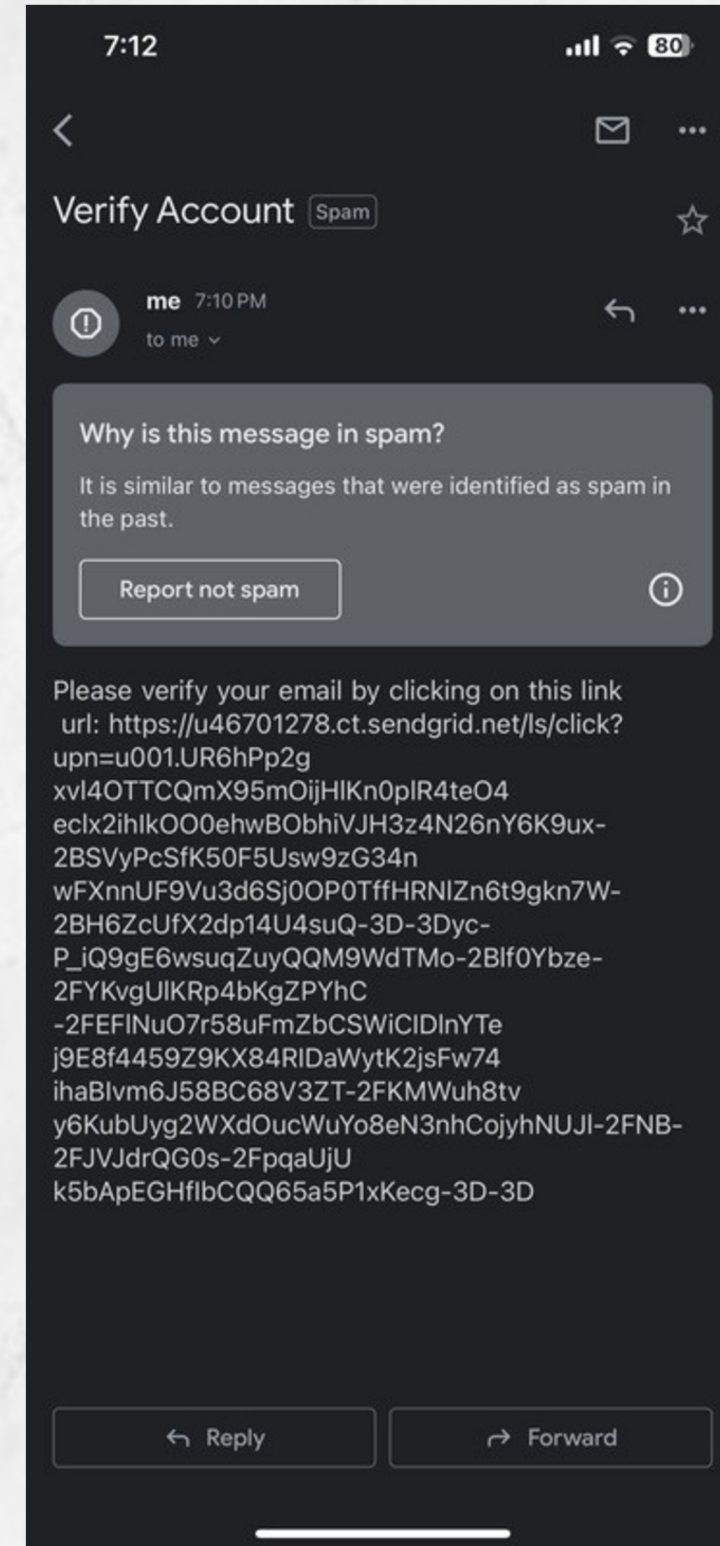 7:12
80
Verify Account Spam
me 7:10 PM
to me
Why is this message in spam?
It is similar to messages that were identified as spam in
the past.
Report not spam
Please verify your email by clicking on this link
url: https://u46701278.ct.sendgrid.net/ls/click?
upn=u001.UR6hPp2g
xvl4OTTCQmX95mOijHlKn0plR4teO4
eclx2ihIkOO0ehwBObhiVJH3z4N26nY6K9ux-
2BSVyPcSfK50F5Usw9zG34n
wFXnnUF9Vu3d6Sj0OP0TffHRNlZn6t9gkn7W-
2BH6ZcUfX2dp14U4suQ-3D-3Dyc-
P_iQ9gE6wsuqZuyQQM9WdTMo-2Blf0Ybze-
2FYKvgUlKRp4bKgZPYhC
-2FEFlNuO7r58uFmZbCSWiCIDlnYTe
j9E8f4459Z9KX84RlDaWytK2jsFw74
ihaBlvm6J58BC68V3ZT-2FKMWuh8tv
y6KubUyg2WXdOucWuYo8eN3nhCojyhNUJl-2FNB-
2FJVJdrQG0s-2FpqaUjU
k5bApEGHflbCQQ65a5P1xKecg-3D-3D
Reply
Forward